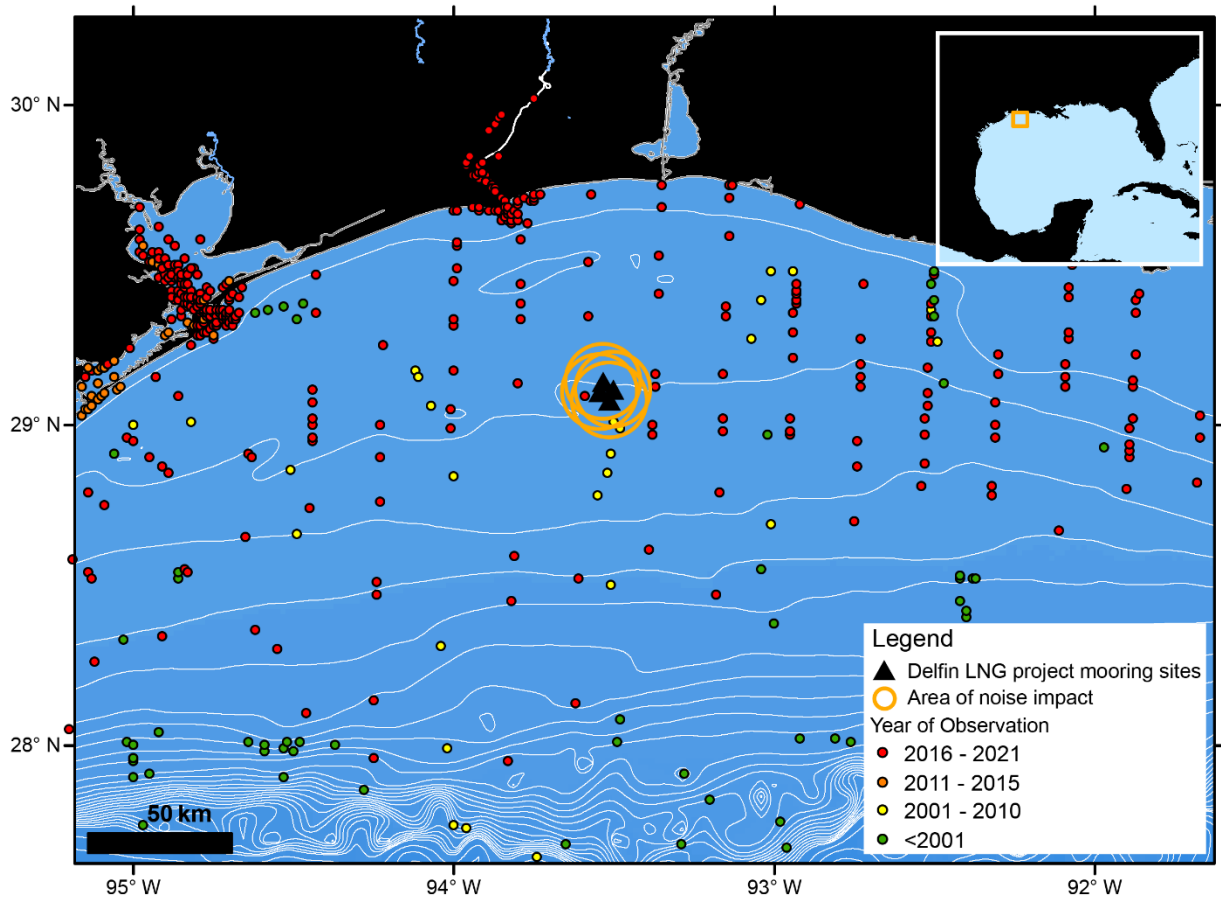 30° N
29° N
28° N
Legend
Delfin LNG project mooring sites
Area of noise impact
Year of Observation
2016 - 2021
2011 - 2015
2001 - 2010
<2001
50 km
95° W
94° W
93° W
92° W